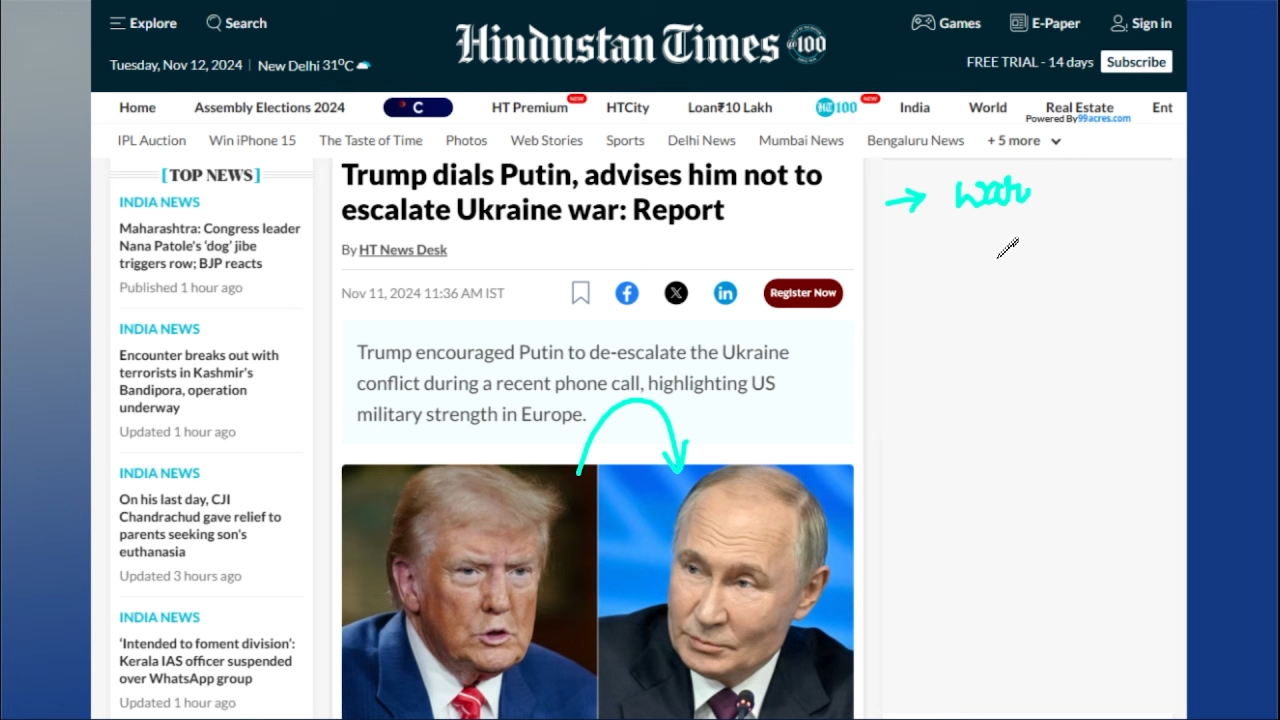 Explore
Search
Hindustan Times
@100
Games
E-Paper
Sign in
Tuesday, Nov 12, 2024 | New Delhi 31°C
FREE TRIAL - 14 days
Subscribe
Home
Assembly Elections 2024
C
HT Premium
NEW
HTCity
Loan₹10 Lakh
HT100
NEW
India
World
Real Estate
Powered By 99acres.com
Ent
IPL Auction
Win iPhone 15
The Taste of Time
Photos
Web Stories
Sports
Delhi News
Mumbai News
Bengaluru News
+ 5 more
[TOP NEWS]
INDIA NEWS
Maharashtra: Congress leader
Nana Patole's ‘dog’ jibe
triggers row; BJP reacts
Published 1 hour ago
INDIA NEWS
Encounter breaks out with
terrorists in Kashmir's
Bandipora, operation
underway
Updated 1 hour ago
INDIA NEWS
On his last day, CJI
Chandrachud gave relief to
parents seeking son's
euthanasia
Updated 3 hours ago
INDIA NEWS
‘Intended to foment division’:
Kerala IAS officer suspended
over WhatsApp group
Updated 1 hour ago
Trump dials Putin, advises him not to
escalate Ukraine war: Report
By HT News Desk
Nov 11, 2024 11:36 AM IST
Register Now
Trump encouraged Putin to de-escalate the Ukraine
conflict during a recent phone call, highlighting US
military strength in Europe.